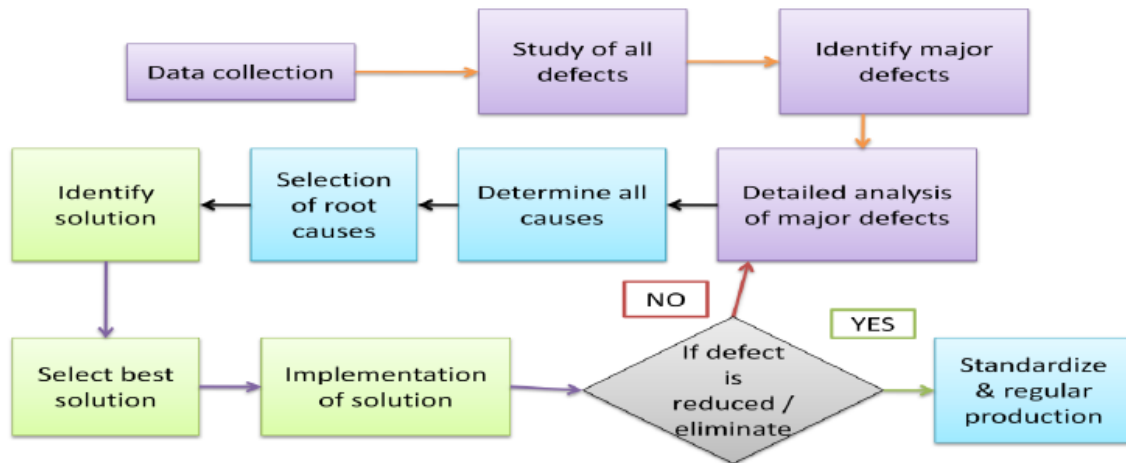 Data collection
Study of all
defects
Identify major
defects
Detailed analysis
of major defects
Determine all
causes
Selection
of root
causes
Identify
solution
Select best
solution
Implementation
of solution
If defect
is
reduced /
eliminate
NO
YES
Standardize
& regular
production